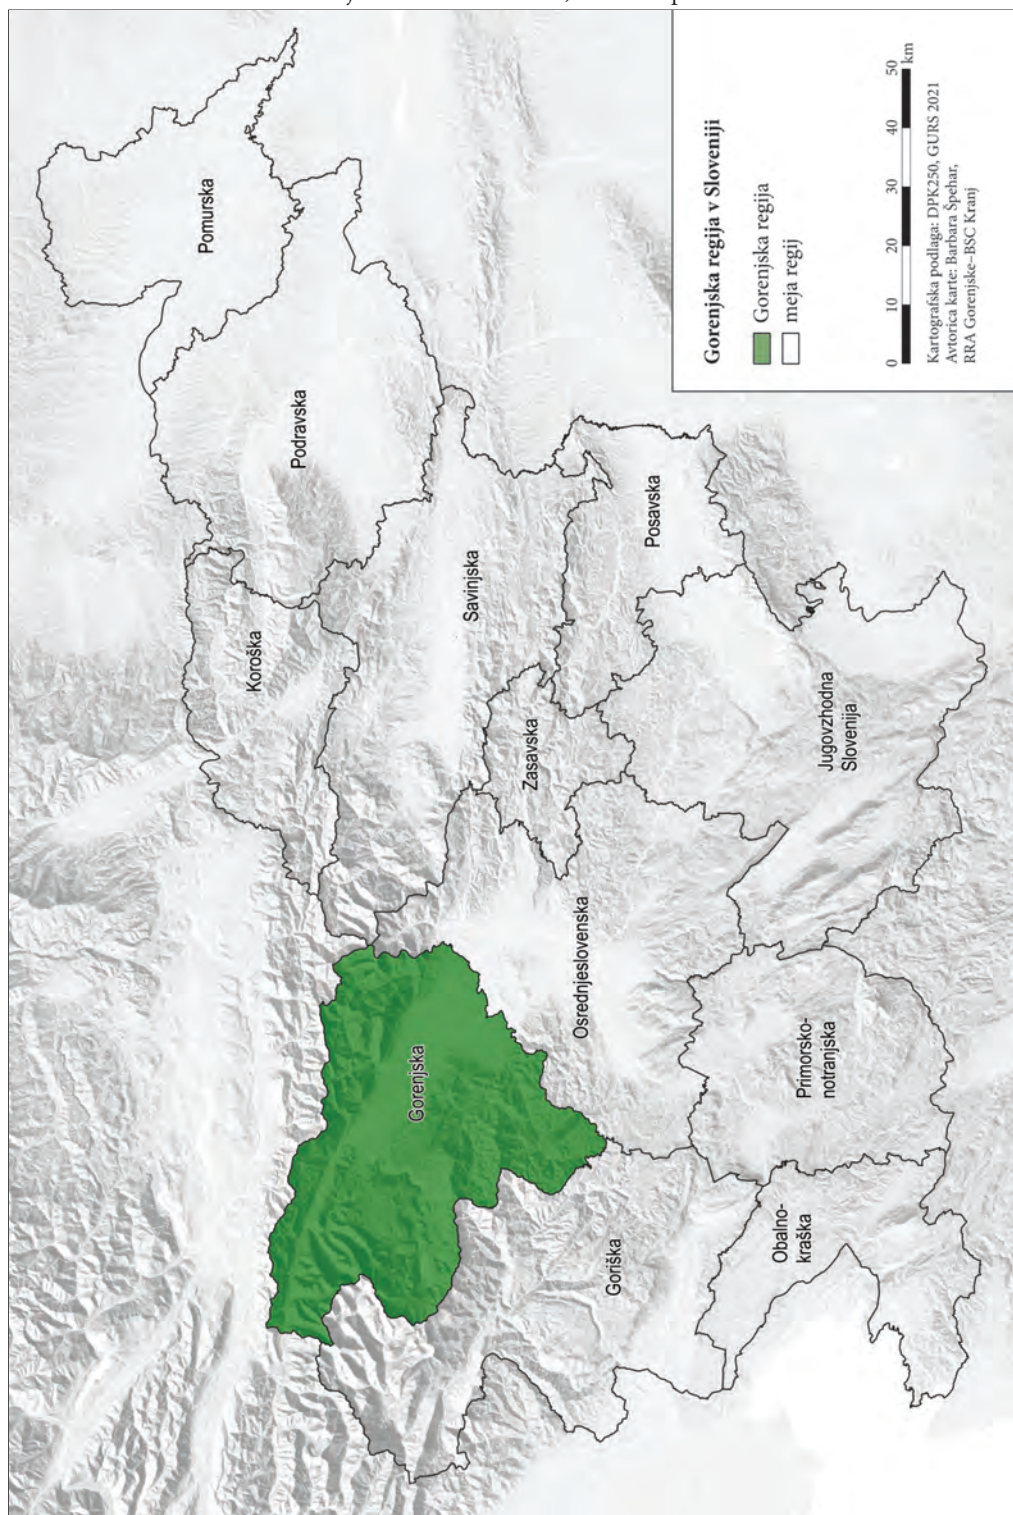 Pomurska
Podravska
Koroška
Savinjska
Posavska
Zasavska
Jugovzhodna
Slovenija
Osrednjeslovenska
Gorenjska
Primorsko-
notranjska
Goriška
Obalno-
kraška
Gorenjska regija v Sloveniji
Gorenjska regija
meja regij
0 10 20 30 40 50
km
Kartografska podlaga: DPK250, GURS 2021
Avtorica karte: Barbara Špehar,
RRA Gorenjske–BSC Kranj